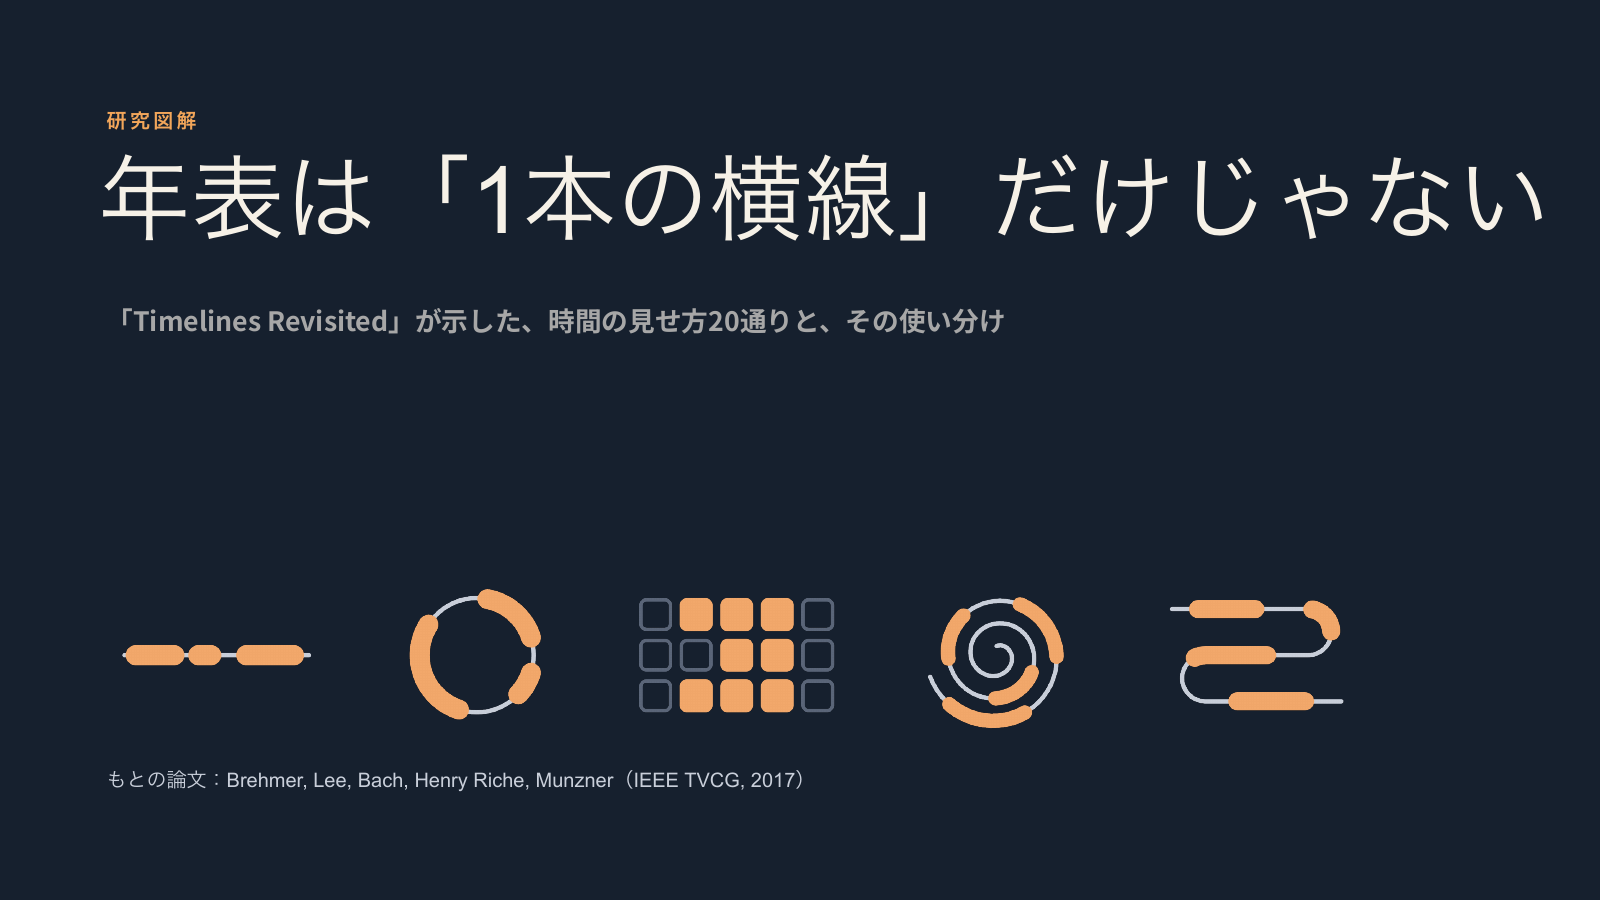 研究図解
年表は「1本の横線」だけじゃない
「Timelines Revisited」が示した、時間の見せ方20通りと、その使い分け
もとの論文：Brehmer, Lee, Bach, Henry Riche, Munzner（IEEE TVCG, 2017）